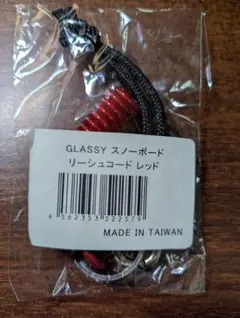 GLASSY スノーボード
リーシュコード レッド
4562353522579
MADE IN TAIWAN